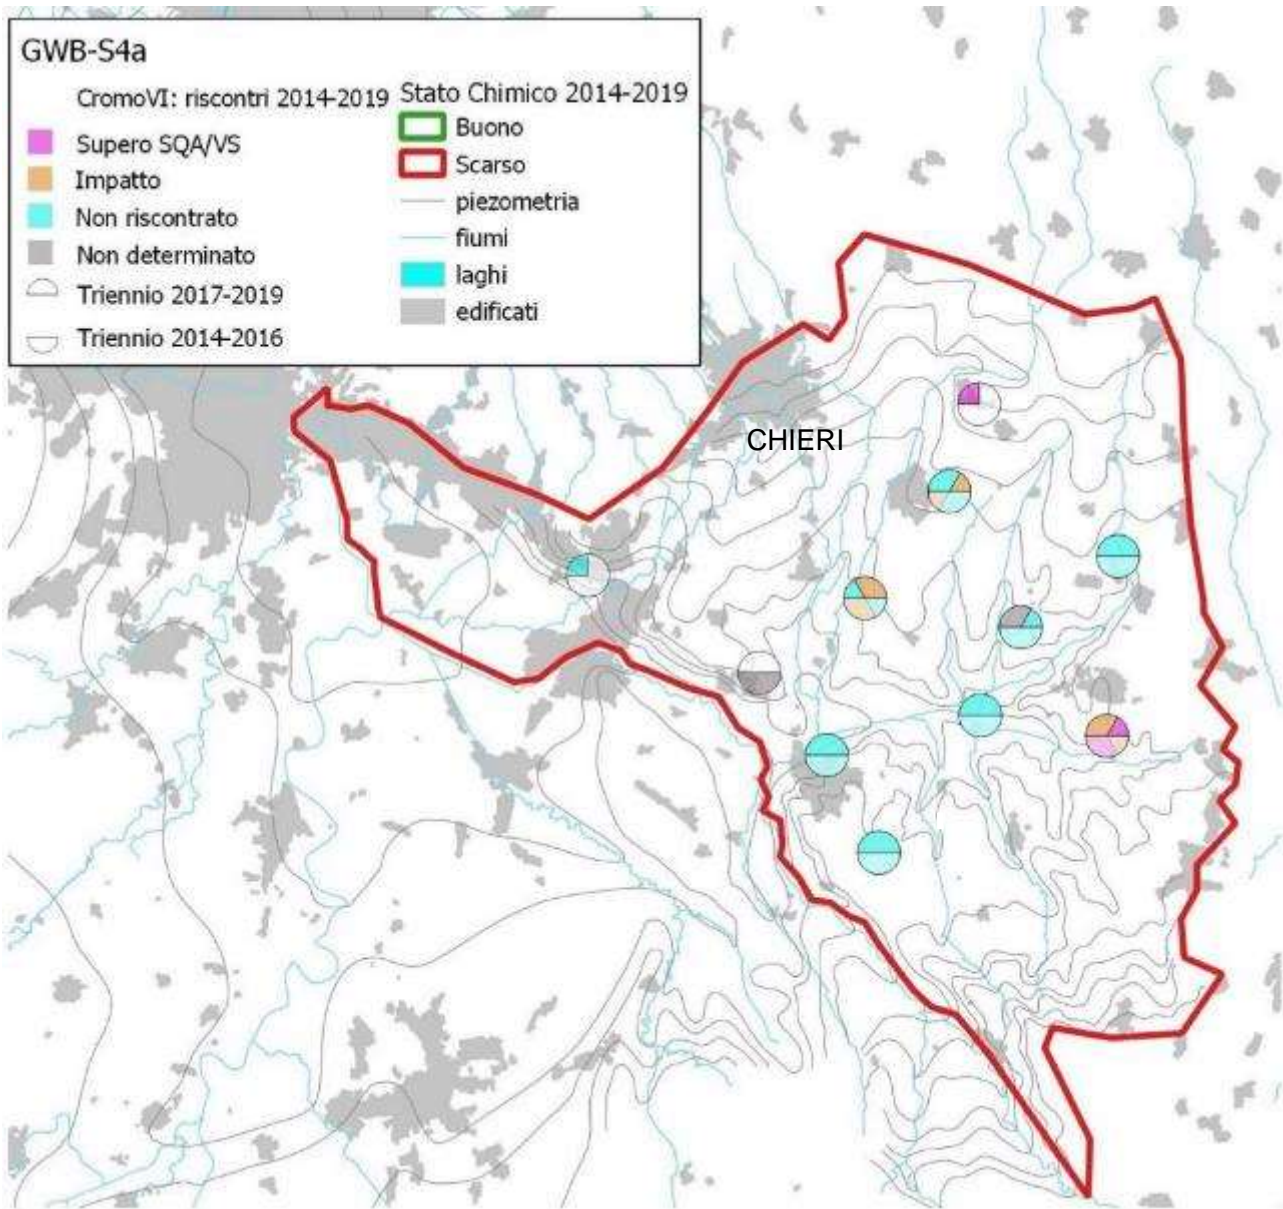 GWB-S4a
CromoVI: riscontri 2014-2019
Supero SQA/VS
Impatto
Non riscontrato
Non determinato
Triennio 2017-2019
Triennio 2014-2016
Stato Chimico 2014-2019
Buono
Scarso
piezometria
fiumi
laghi
edificati
CHIERI